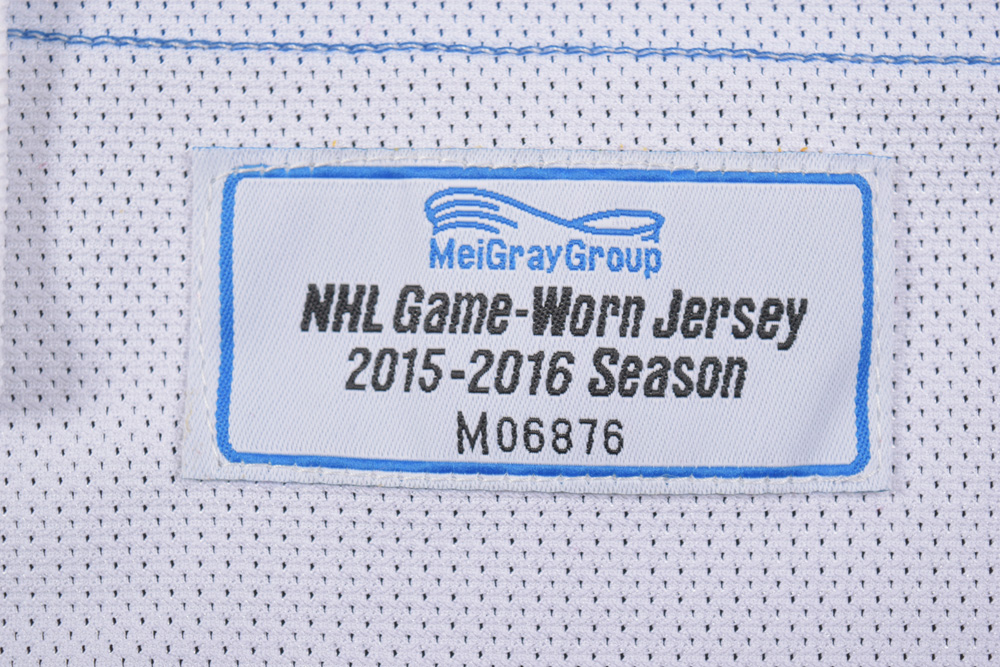 MeiGrayGroup
NHL Game-Worn Jersey
2015-2016 Season
M06876